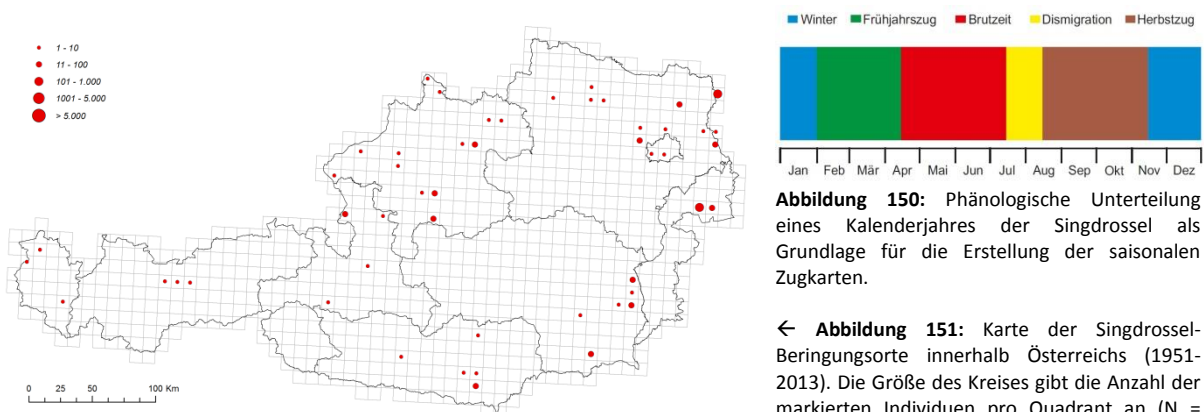 1 - 10
11 - 100
101 - 1.000
1001 - 5.000
> 5.000
0 25 50 100 Km
Winter Frühjahrszug Brutzeit Dismigration Herbstzug
Jan Feb Mär Apr Mai Jun Jul Aug Sep Okt Nov Dez
Abbildung 150: Phänologische Unterteilung
eines Kalenderjahres der Singdrossel als
Grundlage für die Erstellung der saisonalen
Zugkarten.
← Abbildung 151: Karte der Singdrossel-
Beringungsorte innerhalb Österreichs (1951-
2013). Die Größe des Kreises gibt die Anzahl der
markierten Individuen pro Quadrant an (N =